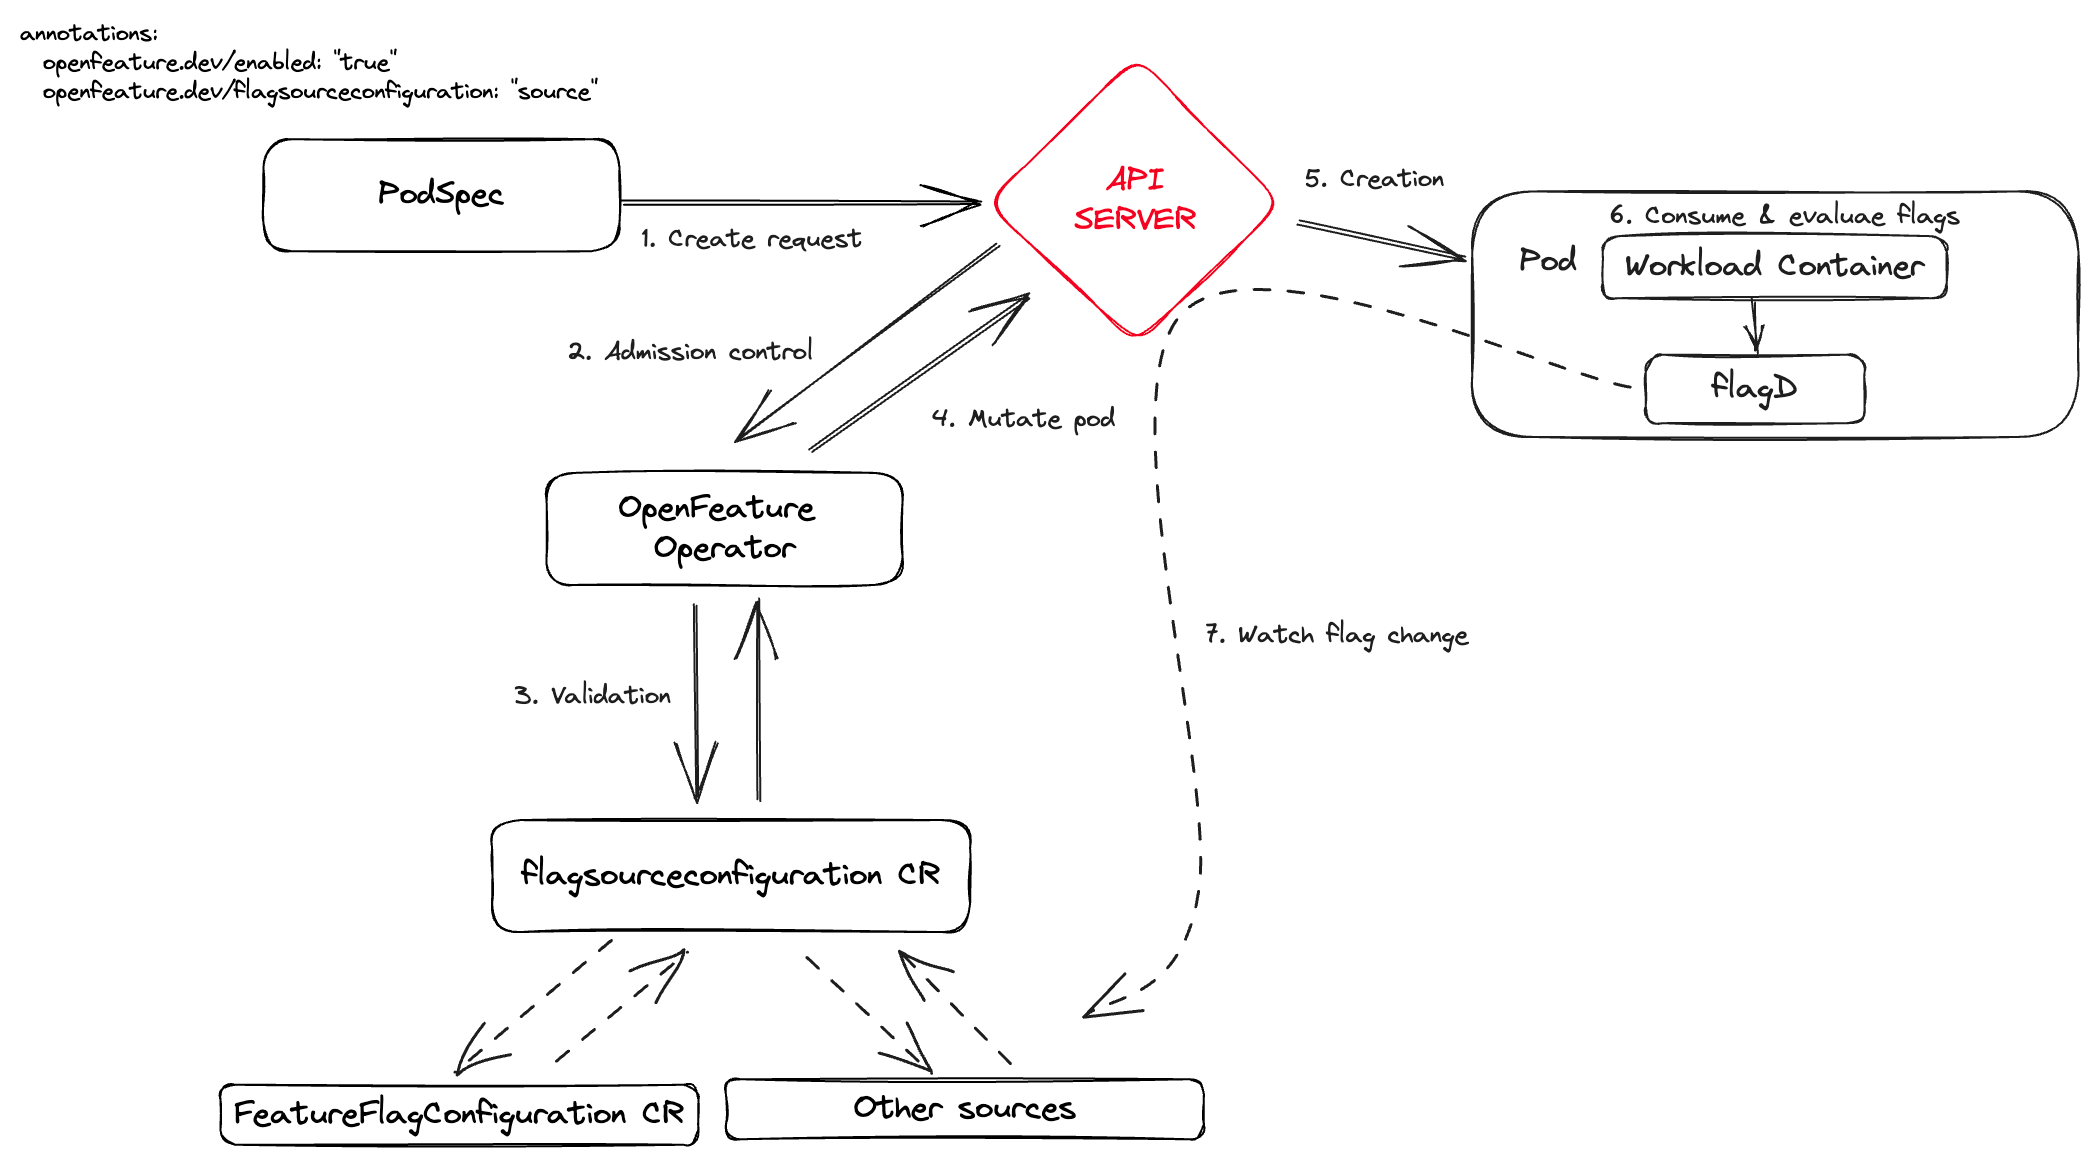 annotations:
openfeature.dev/enabled: "true"
openfeature.dev/flagsourceconfiguration: "source"
PodSpec
1. Create request
API
SERVER
5. Creation
6. Consume & evaluae flags
Pod
Workload Container
flagD
2. Admission control
4. Mutate pod
OpenFeature
Operator
7. Watch flag change
3. Validation
flagsourceconfiguration CR
FeatureFlagConfiguration CR
Other sources